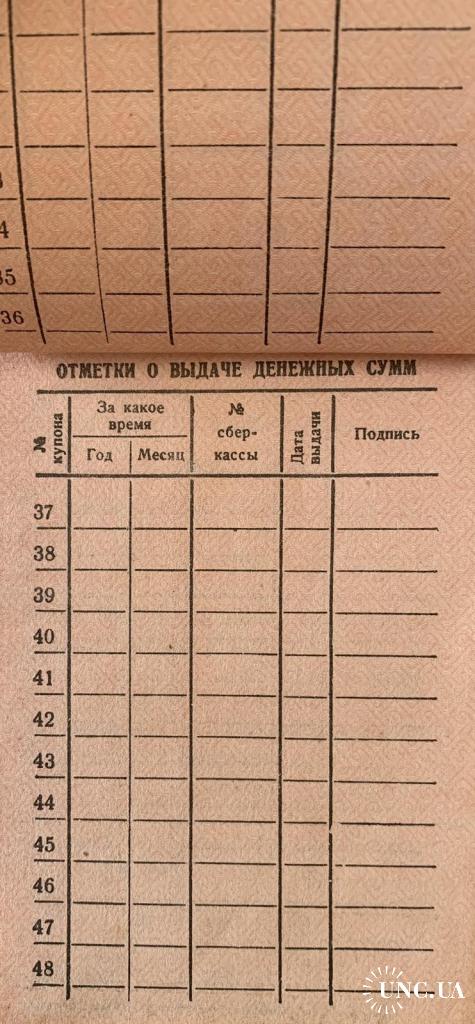 4
35
36
ОТМЕТКИ О ВЫДАЧЕ ДЕНЕЖНЫХ СУММ
№ купона
За какое
время
Год
Месяц
№
сбер-
кассы
Дата
выдачи
Подпись
37
38
39
40
41
42
43
44
45
46
47
48
UNC.UA